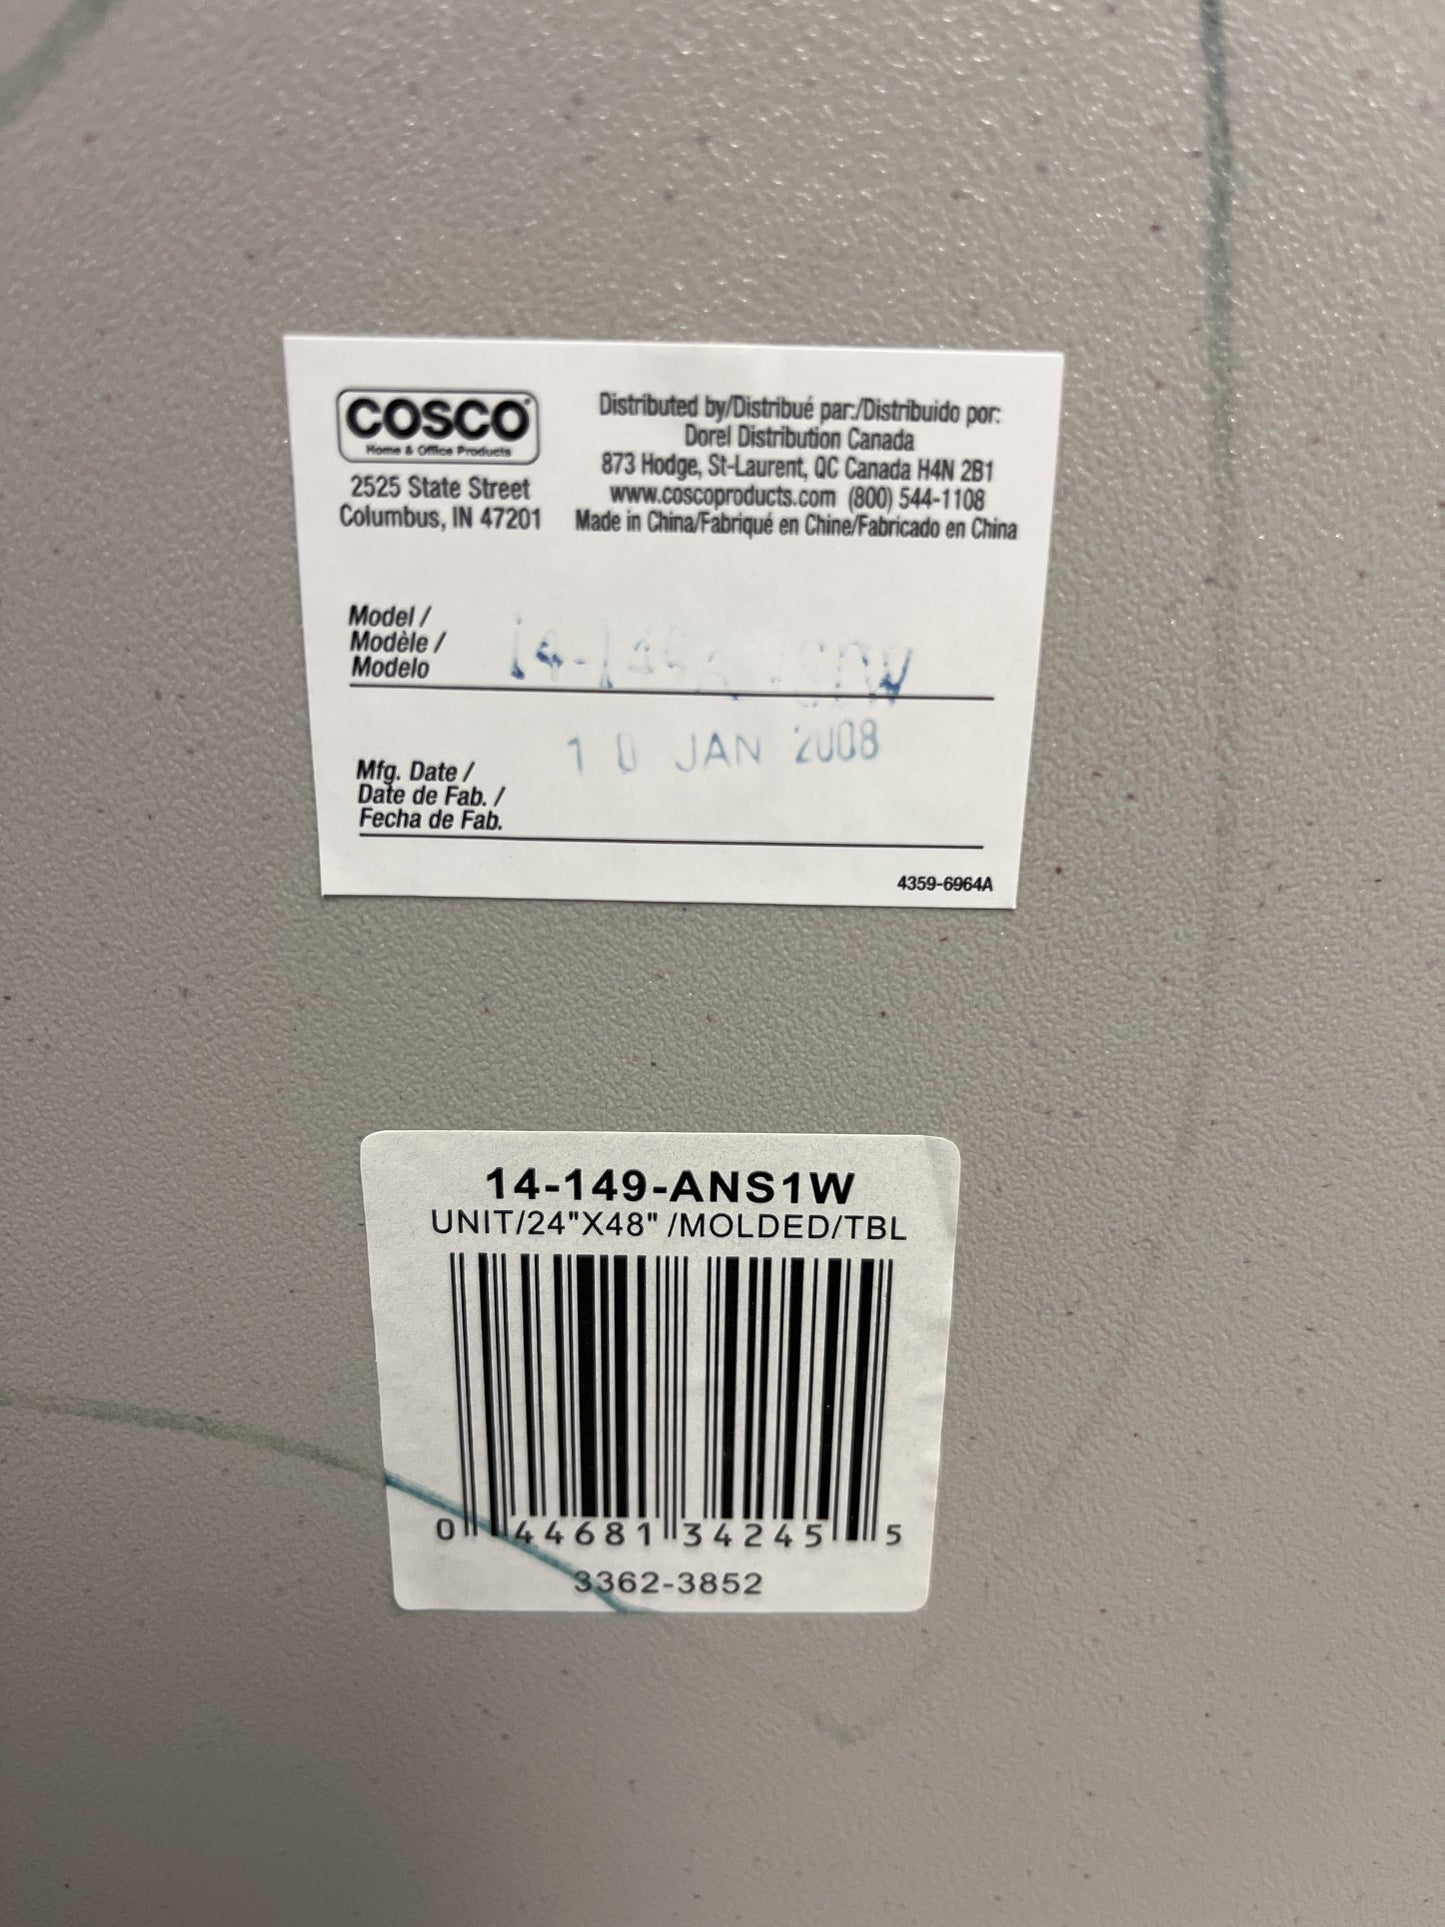 COSCO
Home & Office Products
2525 State Street
Columbus, IN 47201
Distributed by/Distribué par:/Distribuido por:
Dorel Distribution Canada
873 Hodge, St-Laurent, QC Canada H4N 2B1
www.coscoproducts.com (800) 544-1108
Made in China/Fabriqué en Chine/Fabricado en China
Model /
Modèle /
Modelo
Mfg. Date /
Date de Fab. /
Fecha de Fab.
10 JAN 2008
4359-6964A
14-149-ANS1W
UNIT/24"X48" /MOLDED/TBL
0 44681 34245 5
3362-3852